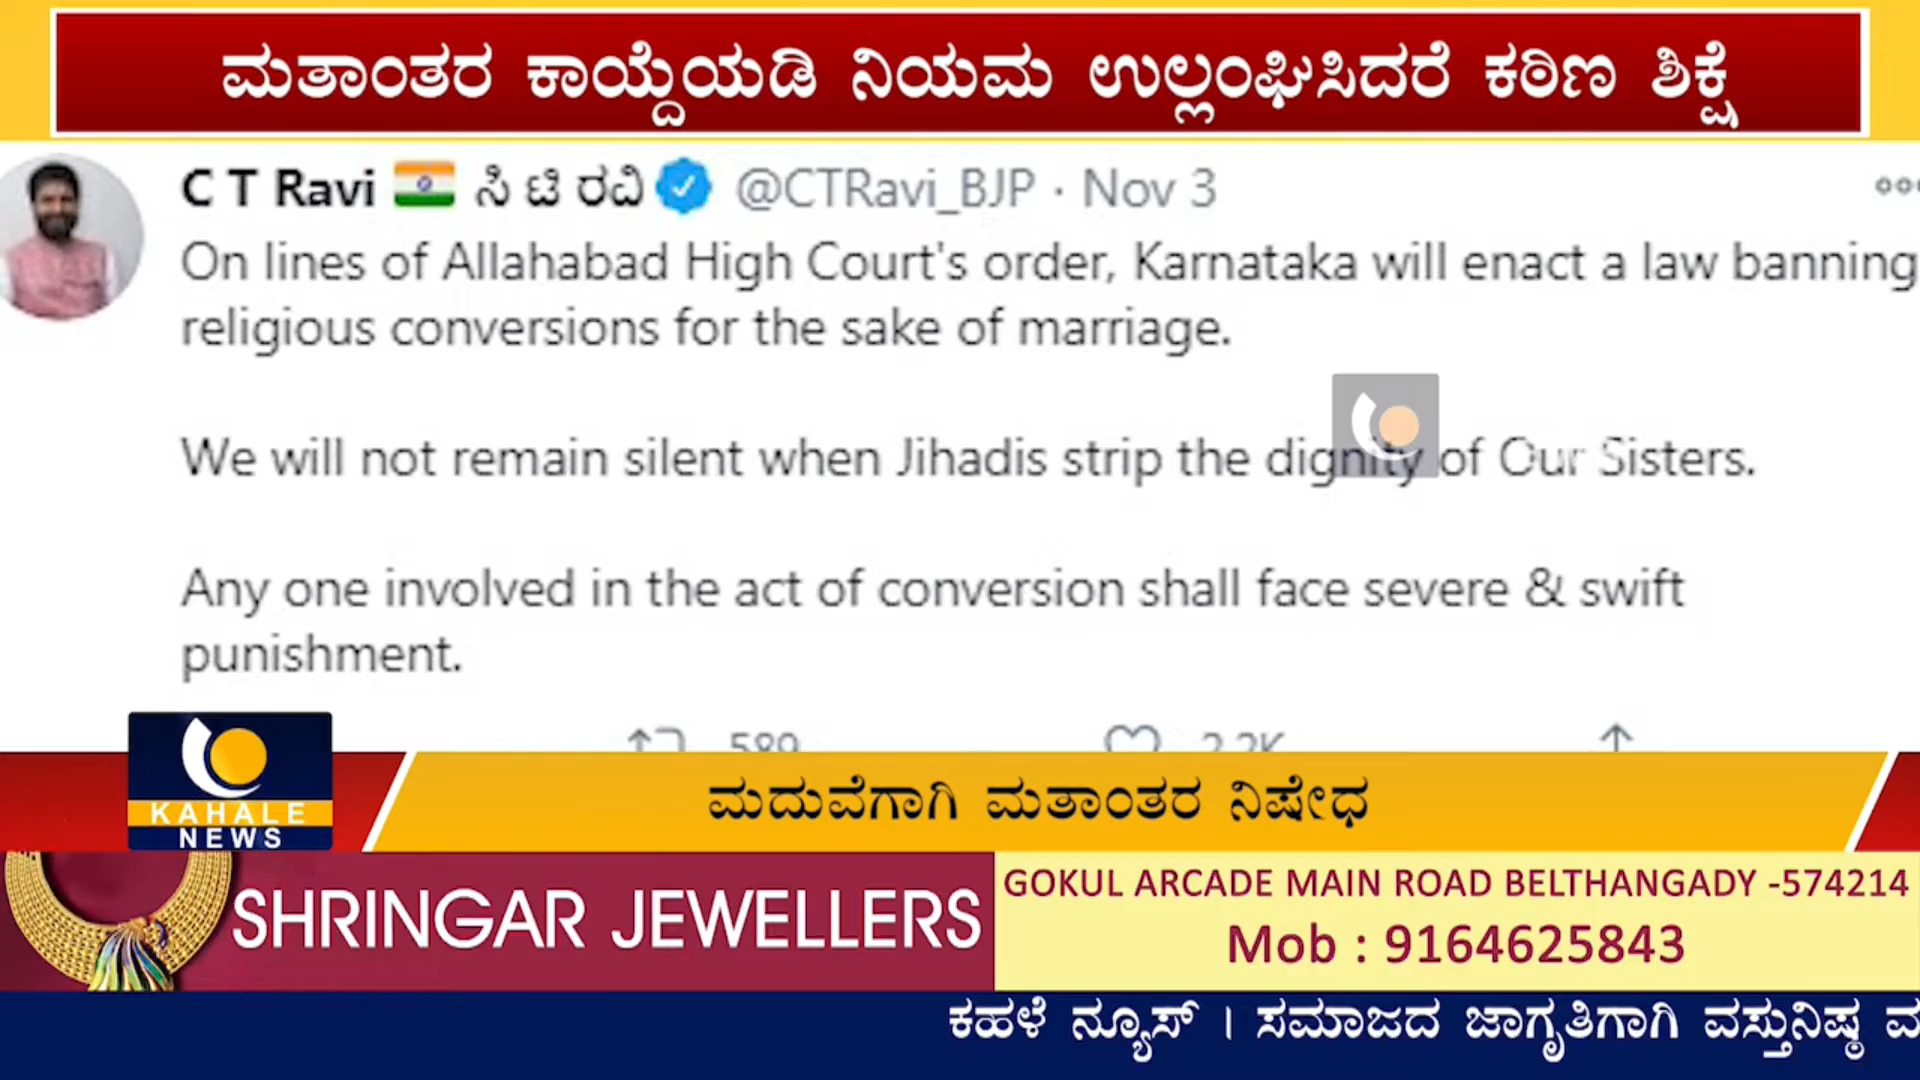 ಮತಾಂತರ ಕಾಯ್ದೆಯಡಿ ನಿಯಮ ಉಲ್ಲಂಘಿಸಿದರೆ ಕಠಿಣ ಶಿಕ್ಷೆ
C T Ravi 🇮🇳 ಸಿ ಟಿ ರವಿ @CTRavi_BJP · Nov 3
On lines of Allahabad High Court's order, Karnataka will enact a law banning
religious conversions for the sake of marriage.
We will not remain silent when Jihadis strip the dignity of Our Sisters.
Any one involved in the act of conversion shall face severe & swift
punishment.
589 2.2K
ಮದುವೆಗಾಗಿ ಮತಾಂತರ ನಿಷೇಧ
KAHALE
NEWS
SHRINGAR JEWELLERS
GOKUL ARCADE MAIN ROAD BELTHANGADY -574214
Mob : 9164625843
ಕಹಳೆ ನ್ಯೂಸ್ । ಸಮಾಜದ ಜಾಗೃತಿಗಾಗಿ ವಸ್ತುನಿಷ್ಠ